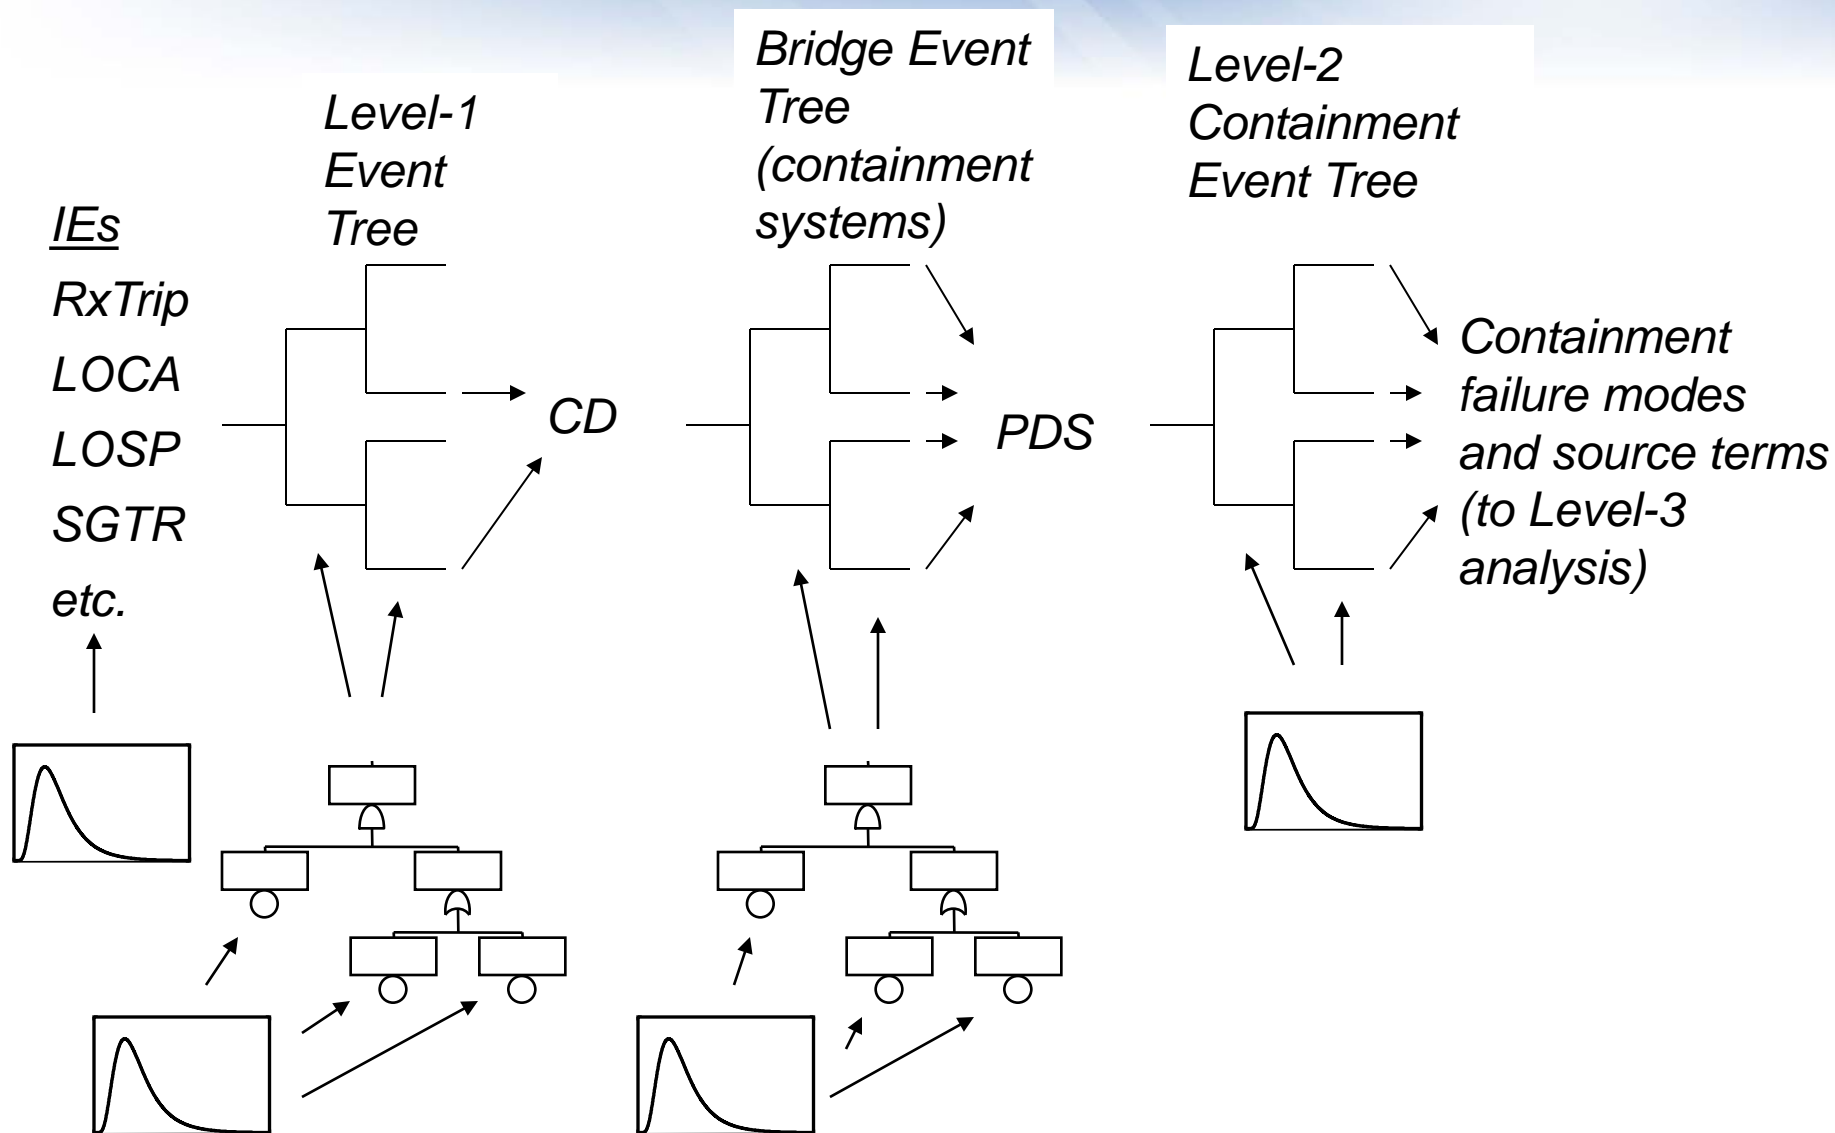 IEs
RxTrip
LOCA
LOSP
SGTR
etc.
Level-1
Event
Tree
CD
Bridge Event
Tree
(containment
systems)
PDS
Level-2
Containment
Event Tree
Containment
failure modes
and source terms
(to Level-3
analysis)